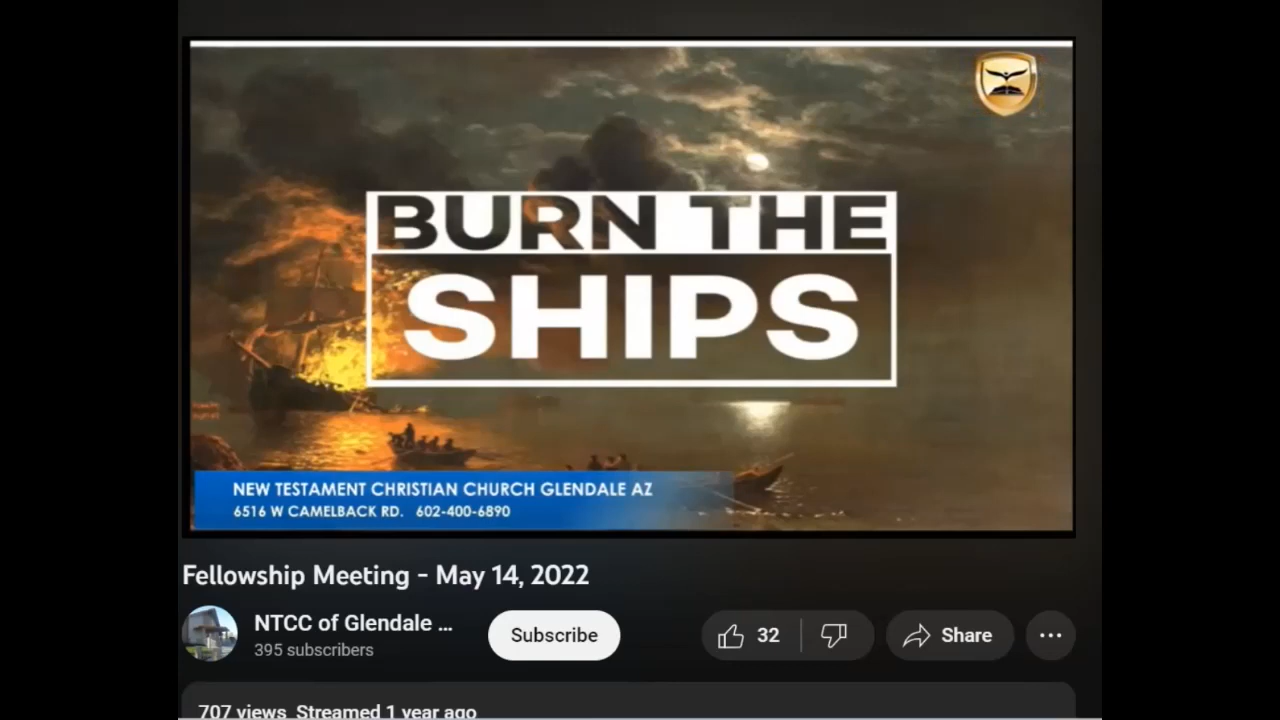 BURN THE
SHIPS
NEW TESTAMENT CHRISTIAN CHURCH GLENDALE AZ
6516 W CAMELBACK RD. 602-400-6890
Fellowship Meeting - May 14, 2022
NTCC of Glendale ...
395 subscribers
Subscribe
32
Share
707 views Streamed 1 year ago